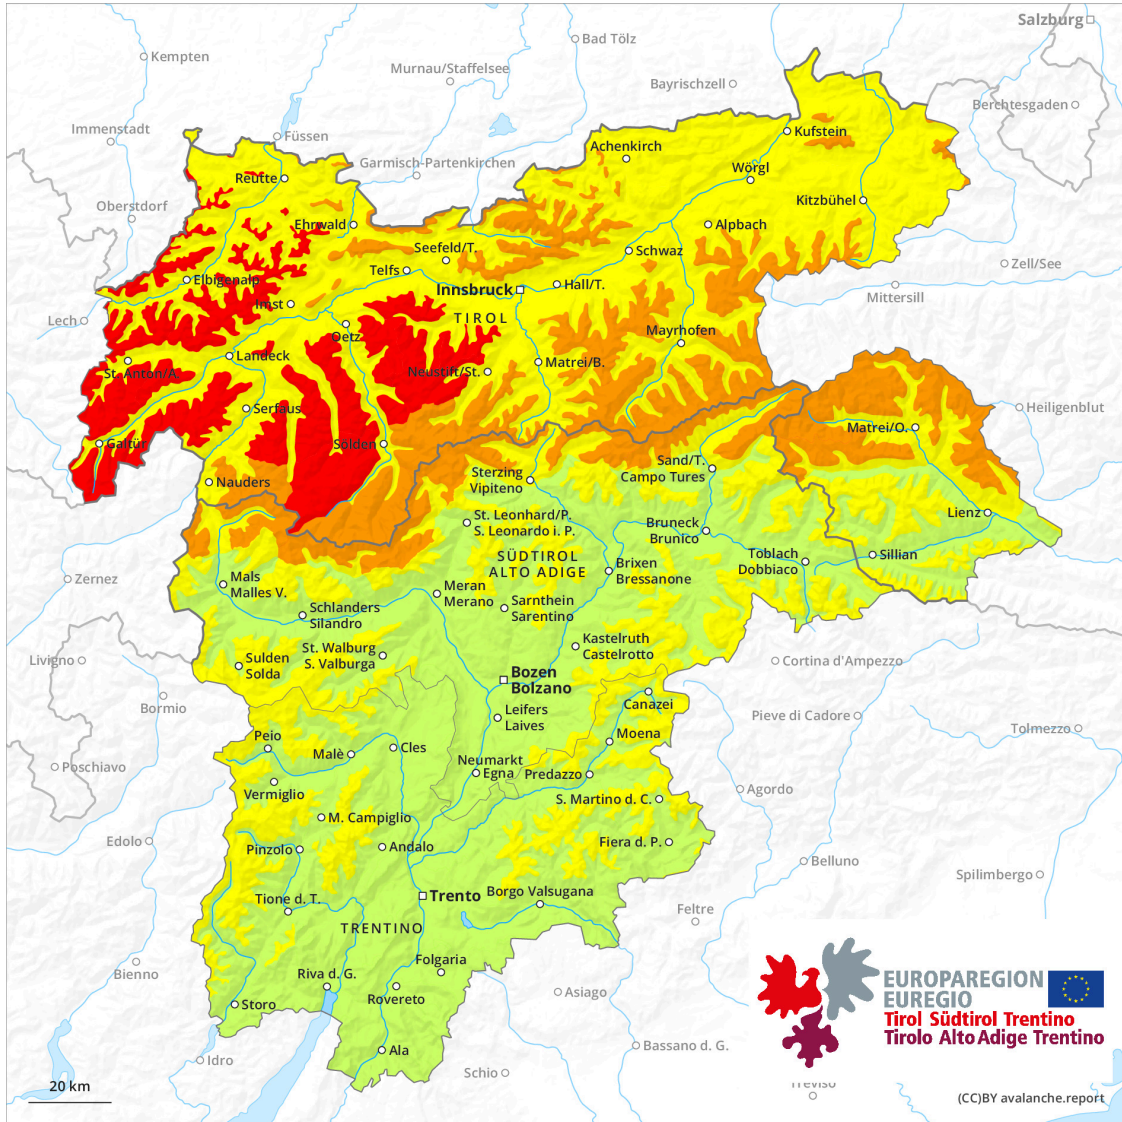 Salzburg
Bad Tölz
Kempten
Murnau/Staffelsee
Bayrischzell
Berchtesgaden
Immenstadt
Füssen
Kufstein
Achenkirch
Garmisch-Partenkirchen
Wörgl
Reutte
Oberstdorf
Kitzbühel
Ehrwald
Alpbach
Seefeld/T.
Schwaz
Zell/See
Telfs
Elbigenalp
Hall/T.
Innsbruck
Mittersill
Imst
TIROL
Lech
Mayrhofen
Oetz
Landeck
Matrei/B.
St. Anton/A.
Neustift/St.
Serfaus
Heiligenblut
Matrei/O.
Galtür
Sölden
Sand/T.
Campo Tures
Sterzing
Vipiteno
Nauders
Lienz
St. Leonhard/P.
S. Leonardo i. P.
Bruneck
Brunico
SÜDTIROL
ALTO ADIGE
Toblach
Dobbiaco
Sillian
Brixen
Bressanone
Zernez
Mals
Malles V.
Meran
Merano
Sarnthein
Sarentino
Schlanders
Silandro
Kastelruth
Castelrotto
St. Walburg
S. Valburga
Livigno
Sulden
Solda
Cortina d'Ampezzo
Bozen
Bolzano
Canazei
Bormio
Leifers
Laives
Pieve di Cadore
Tolmezzo
Peio
Moena
Malè
Cles
Neumarkt
Egna
Predazzo
Poschiavo
Vermiglio
Agordo
S. Martino d. C.
M. Campiglio
Edolo
Fiera d. P.
Pinzolo
Andalo
Belluno
Spilimbergo
Tione d. T.
Trento
Borgo Valsugana
Feltre
TRENTINO
Folgaria
Bienno
Riva d. G.
EUROPAREGION
EUREGIO
Tirol Südtirol Trentino
Tirolo Alto Adige Trentino
Asiago
Rovereto
Storo
Bassano d. G.
Ala
Idro
Schio
Treviso
20 km
(CC)BY avalanche.report